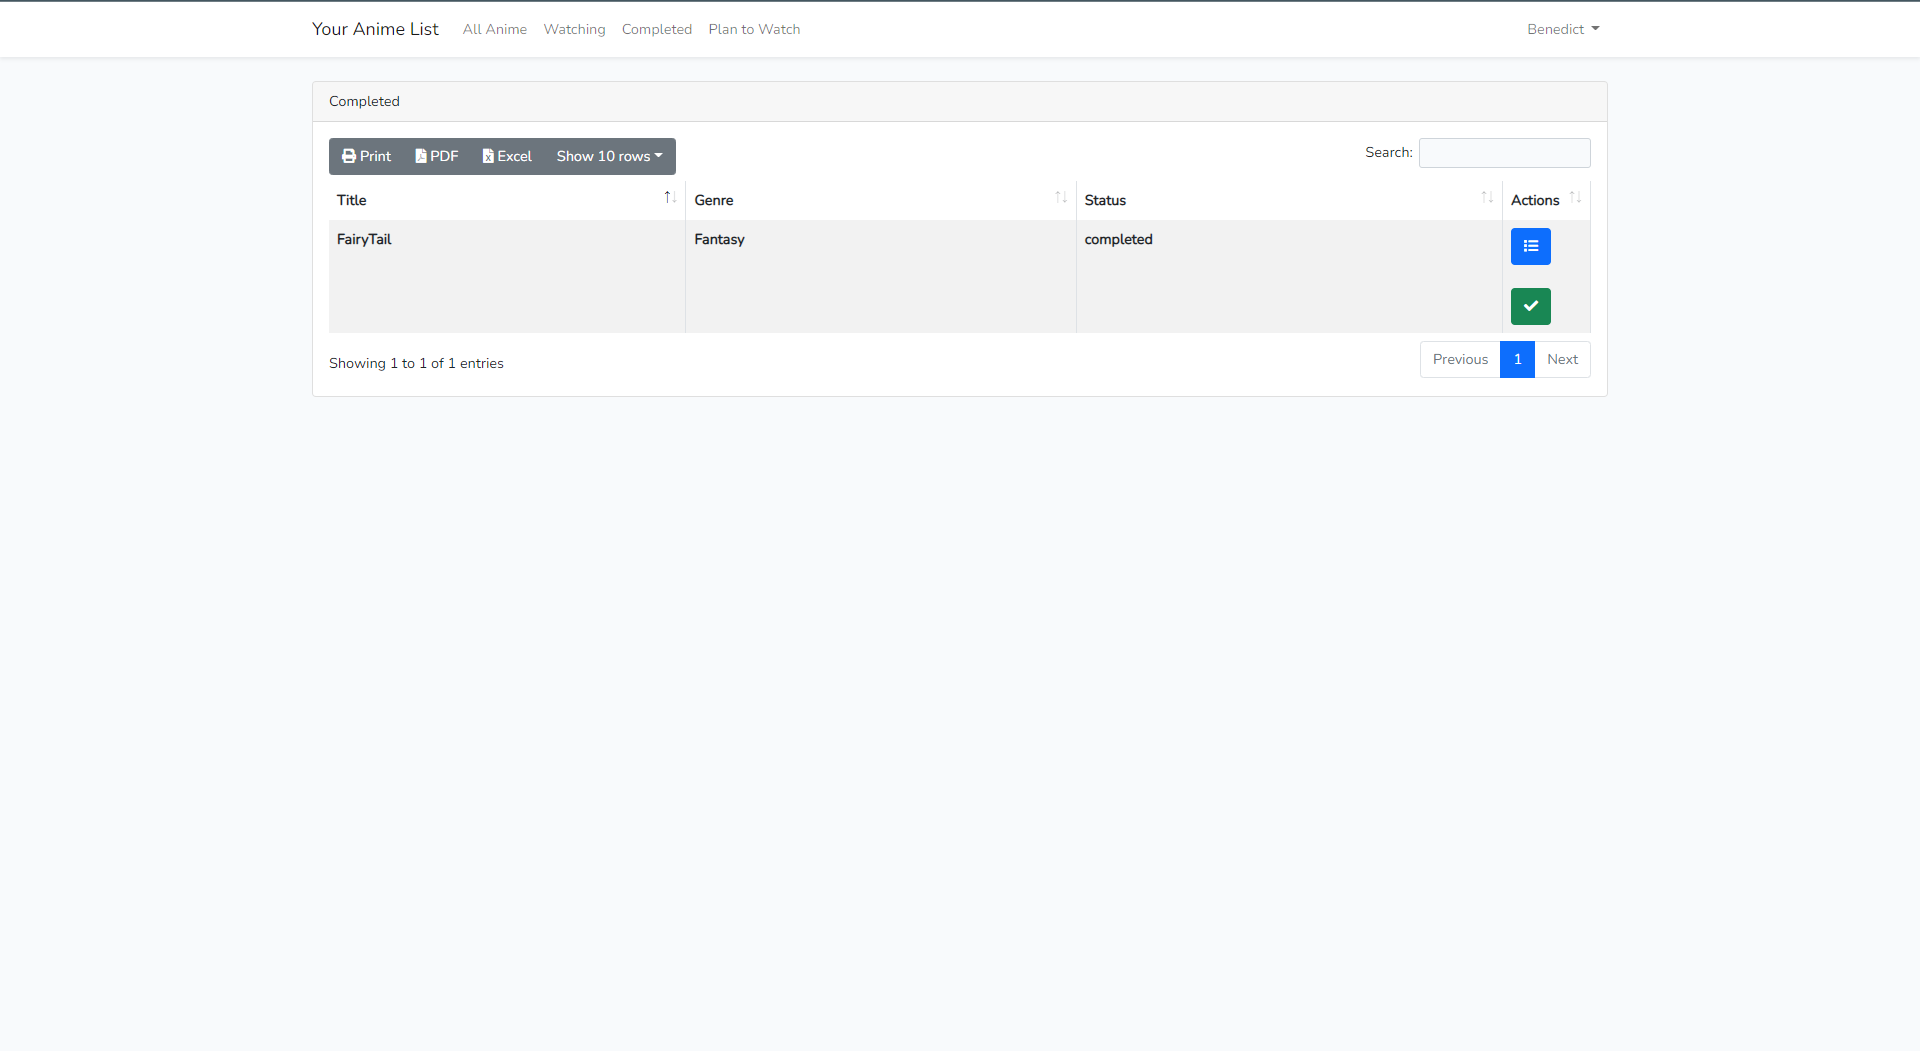 Your Anime List All Anime Watching Completed Plan to Watch Benedict
Completed
Print PDF Excel Show 10 rows Search:
Title Genre Status Actions
FairyTail Fantasy completed
Showing 1 to 1 of 1 entries Previous 1 Next